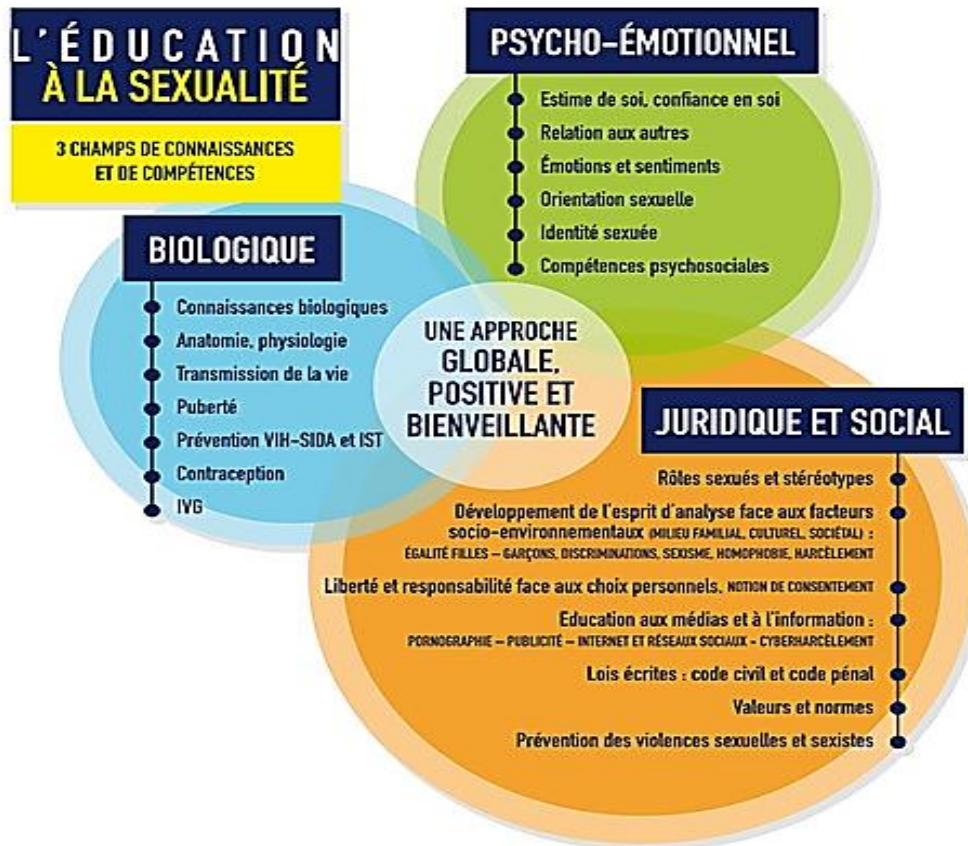 L'ÉDUCATION
À LA SEXUALITÉ
3 CHAMPS DE CONNAISSANCES
ET DE COMPÉTENCES
PSYCHO-ÉMOTIONNEL
Estime de soi, confiance en soi
Relation aux autres
Émotions et sentiments
Orientation sexuelle
Identité sexuée
Compétences psychosociales
BIOLOGIQUE
Connaissances biologiques
Anatomie, physiologie
Transmission de la vie
Puberté
Prévention VIH-SIDA et IST
Contraception
IVG
UNE APPROCHE
GLOBALE,
POSITIVE ET
BIENVEILLANTE
JURIDIQUE ET SOCIAL
Rôles sexués et stéréotypes
Développement de l'esprit d'analyse face aux facteurs
socio-environnementaux (MILIEU FAMILIAL, CULTUREL, SOCIÉTAL) :
ÉGALITÉ FILLES – GARÇONS, DISCRIMINATIONS, SEXISME, HOMOPHOBIE, HARCÈLEMENT
Liberté et responsabilité face aux choix personnels, NOTION DE CONSENTEMENT
Education aux médias et à l'information :
PORNOGRAPHIE – PUBLICITÉ – INTERNET ET RÉSEAUX SOCIAUX - CYBERHARCÈLEMENT
Lois écrites : code civil et code pénal
Valeurs et normes
Prévention des violences sexuelles et sexistes